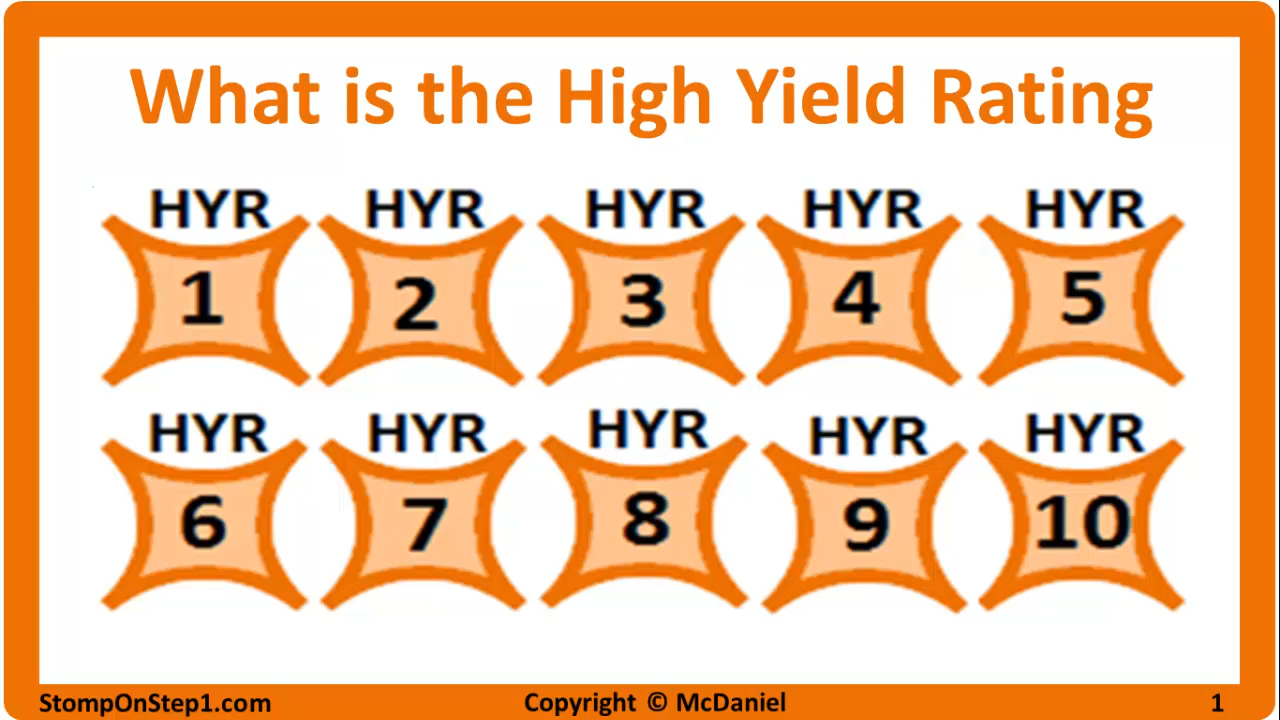 What is the High Yield Rating
HYR HYR HYR HYR HYR
1 2 3 4 5
HYR HYR HYR HYR HYR
6 7 8 9 10
StompOnStep1.com Copyright © McDaniel 1